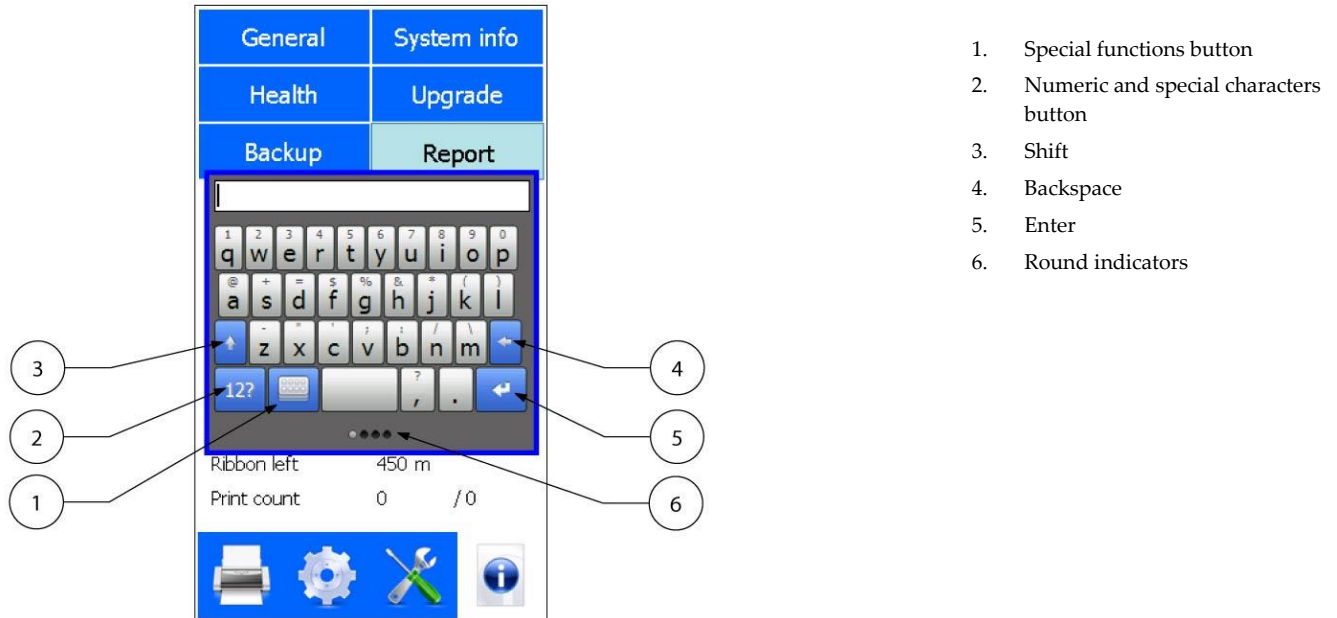 General System info
Health Upgrade
Backup Report
1 2 3 4 5 6 7 8 9 0
q w e r t y u i o p
@ + = $ % & * ( )
a s d f g h j k l
- " ' ; : / \
z x c v b n m
12? ? , .
Ribbon left 450 m
Print count 0 / 0
3
2
1
4
5
6
1. Special functions button
2. Numeric and special characters
button
3. Shift
4. Backspace
5. Enter
6. Round indicators